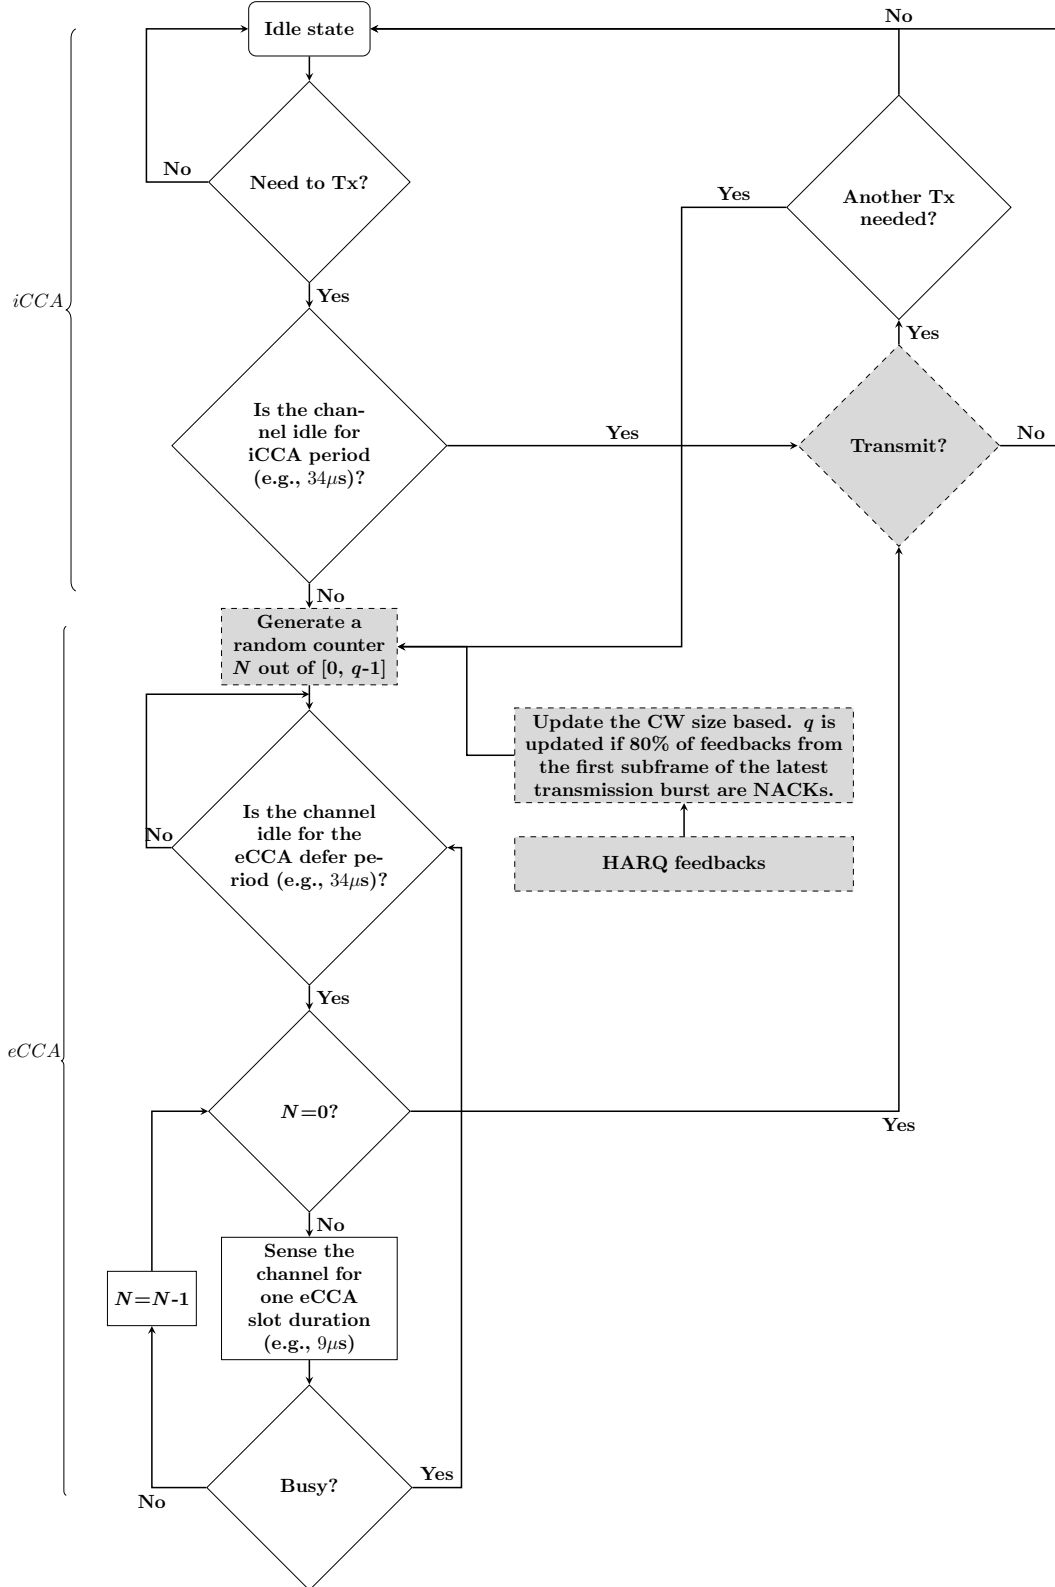 No
Idle state
No
Need to Tx?
Yes
Another Tx
needed?
iCCA
Yes
Yes
Is the chan-
nel idle for
iCCA period
(e.g., 34μs)?
Yes
Transmit?
No
No
Generate a
random counter
N out of [0, q-1]
Update the CW size based. q is
updated if 80% of feedbacks from
the first subframe of the latest
transmission burst are NACKs.
No
Is the channel
idle for the
eCCA defer pe-
riod (e.g., 34μs)?
HARQ feedbacks
Yes
eCCA
N=0?
Yes
No
Sense the
channel for
one eCCA
slot duration
(e.g., 9μs)
N=N-1
Busy?
Yes
No